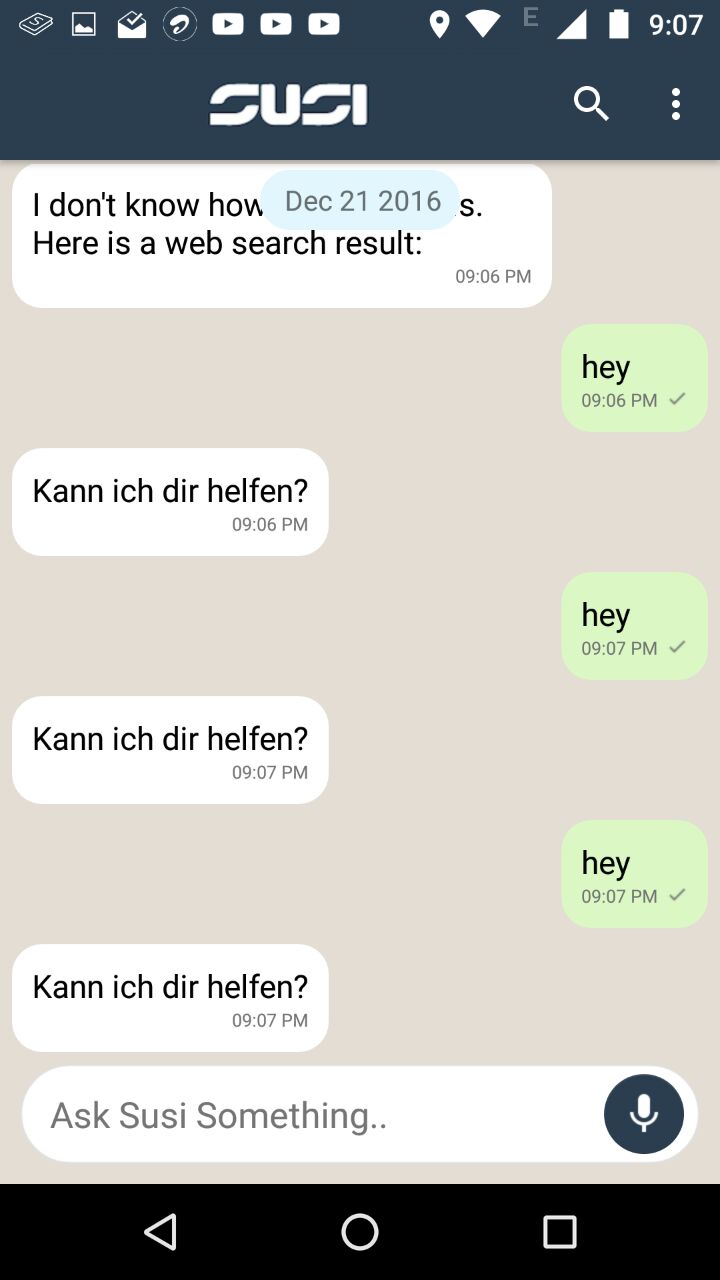 E 9:07
SUSI
Dec 21 2016
I don't know how s.
Here is a web search result:
09:06 PM
hey
09:06 PM
Kann ich dir helfen?
09:06 PM
hey
09:07 PM
Kann ich dir helfen?
09:07 PM
hey
09:07 PM
Kann ich dir helfen?
09:07 PM
Ask Susi Something..